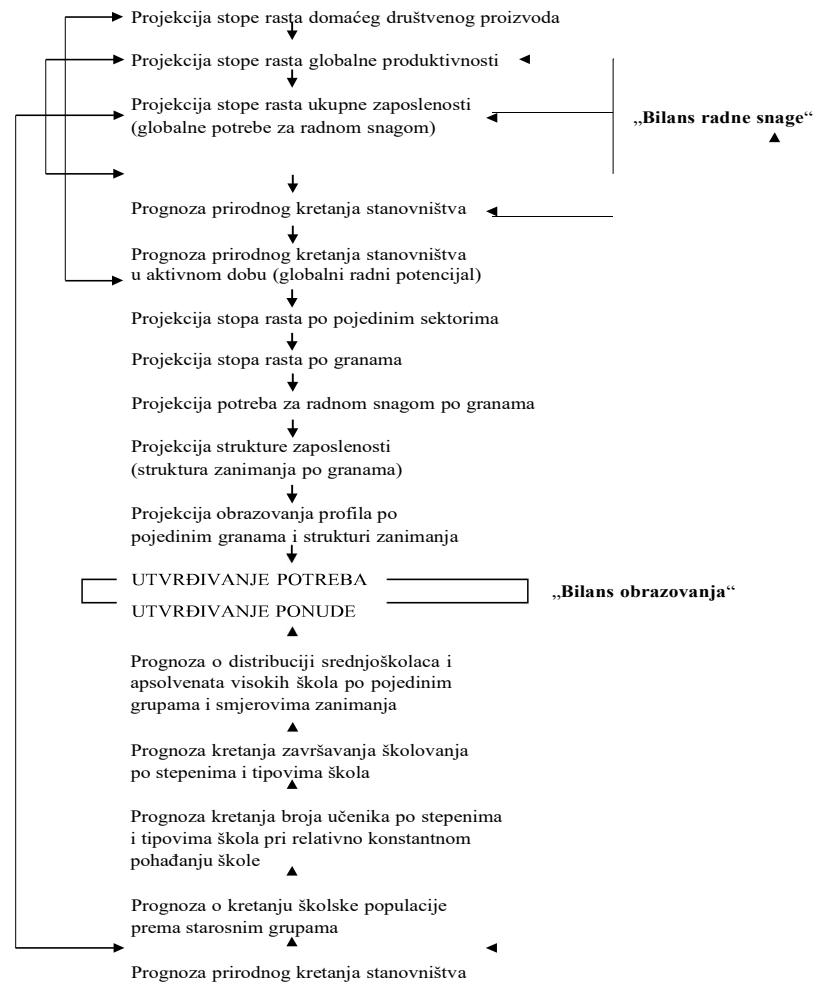 Projekcija stope rasta domaćeg društvenog proizvoda
Projekcija stope rasta globalne produktivnosti
Projekcija stope rasta ukupne zaposlenosti
(globalne potrebe za radnom snagom)
„Bilans radne snage“
Prognoza prirodnog kretanja stanovništva
Prognoza prirodnog kretanja stanovništva
u aktivnom dobu (globalni radni potencijal)
Projekcija stopa rasta po pojedinim sektorima
Projekcija stopa rasta po granama
Projekcija potreba za radnom snagom po granama
Projekcija strukture zaposlenosti
(struktura zanimanja po granama)
Projekcija obrazovanja profila po
pojedinim granama i strukturi zanimanja
UTVRĐIVANJE POTREBA
„Bilans obrazovanja“
UTVRĐIVANJE PONUDE
Prognoza o distribuciji srednjoškolaca i
apsolvenata visokih škola po pojedinim
grupama i smjerovima zanimanja
Prognoza kretanja završavanja školovanja
po stepenima i tipovima škola
Prognoza kretanja broja učenika po stepenima
i tipovima škola pri relativno konstantnom
pohađanju škole
Prognoza o kretanju školske populacije
prema starosnim grupama
Prognoza prirodnog kretanja stanovništva